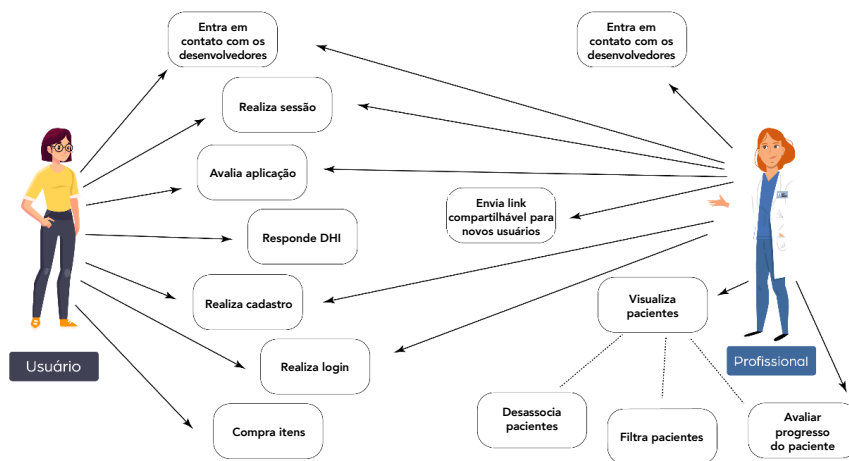 Entra em
contato com os
desenvolvedores
Entra em
contato com os
desenvolvedores
Realiza sessão
Avalia aplicação
Envia link
compartilhável para
novos usuários
Responde DHI
Realiza cadastro
Visualiza
pacientes
Usuário
Realiza login
Profissional
Desassocia
pacientes
Filtra pacientes
Avaliar
progresso
do paciente
Compra itens